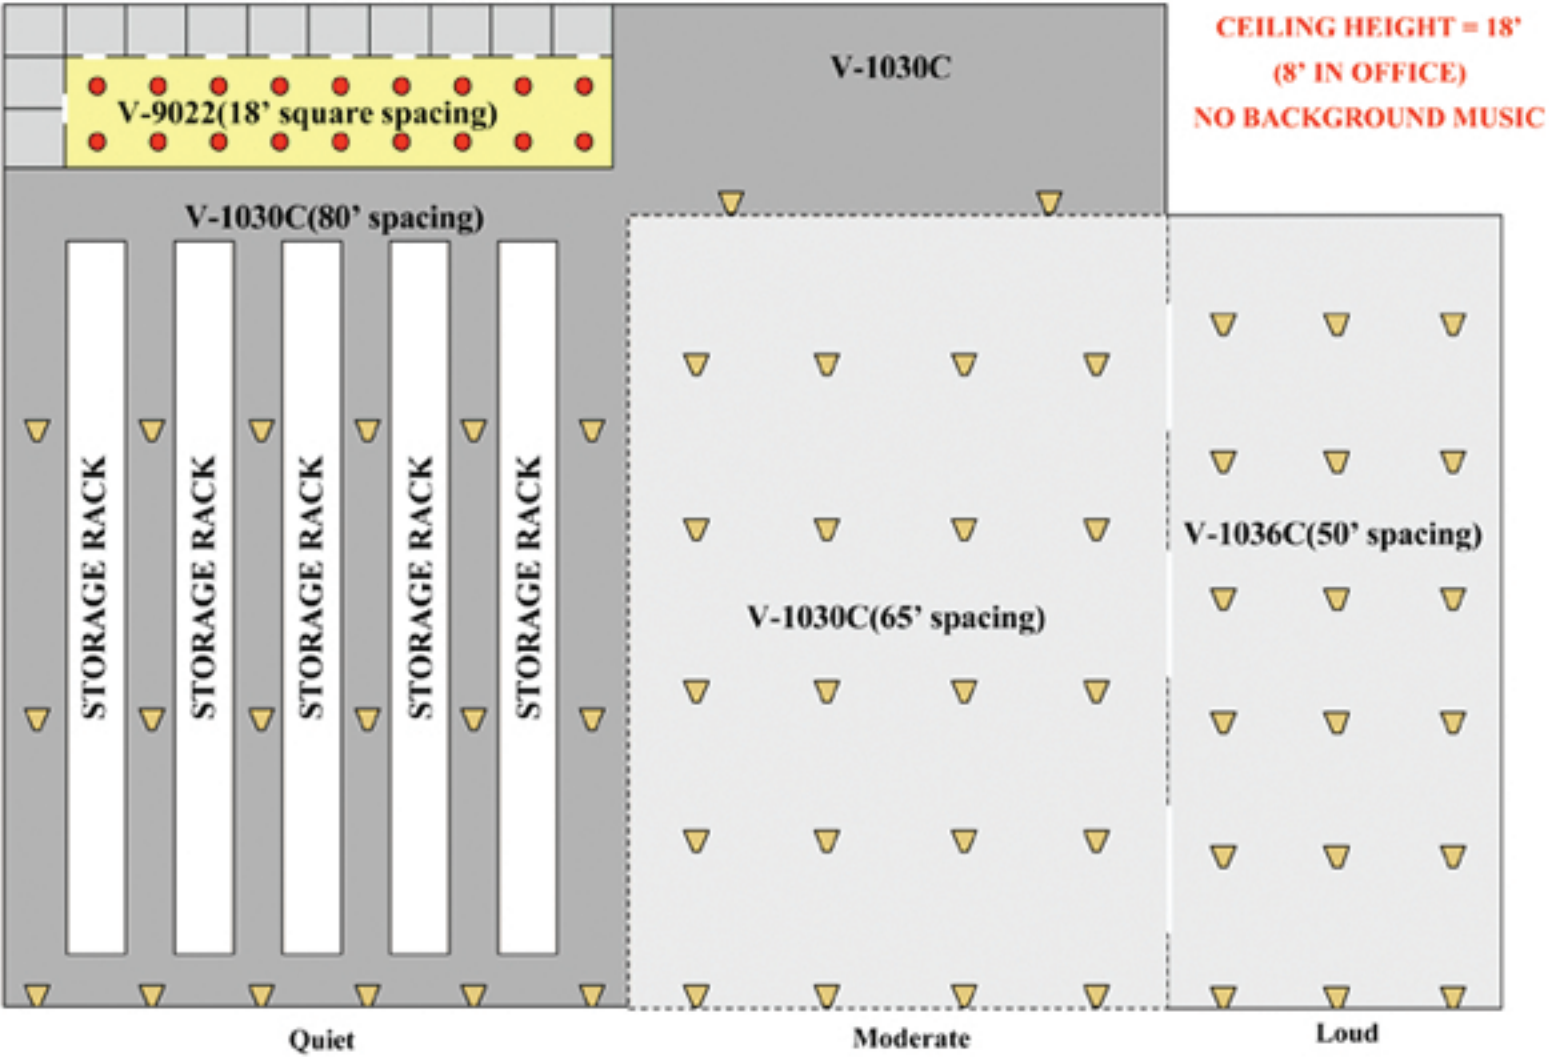 CEILING HEIGHT = 18'
(8' IN OFFICE)
NO BACKGROUND MUSIC
V-1030C
V-9022(18' square spacing)
V-1030C(80' spacing)
STORAGE RACK
STORAGE RACK
STORAGE RACK
STORAGE RACK
STORAGE RACK
V-1036C(50' spacing)
V-1030C(65' spacing)
Quiet
Moderate
Loud